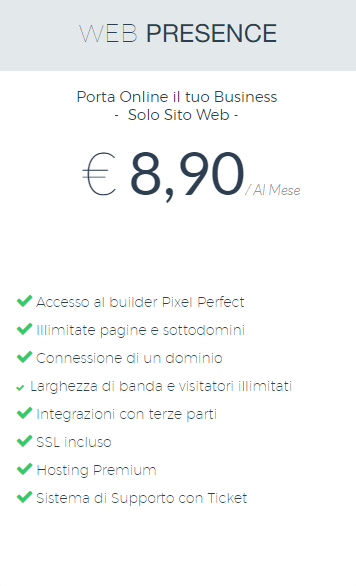 WEB PRESENCE
Porta Online il tuo Business
- Solo Sito Web -
€ 8,90 / Al Mese
Accesso al builder Pixel Perfect
Illimitate pagine e sottodomini
Connessione di un dominio
Larghezza di banda e visitatori illimitati
Integrazioni con terze parti
SSL incluso
Hosting Premium
Sistema di Supporto con Ticket